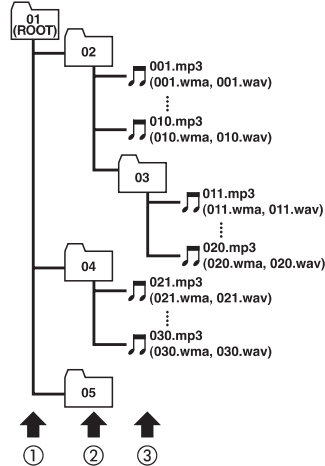 01
(ROOT)
02
001.mp3
(001.wma, 001.wav)
010.mp3
(010.wma, 010.wav)
03
011.mp3
(011.wma, 011.wav)
020.mp3
(020.wma, 020.wav)
04
021.mp3
(021.wma, 021.wav)
030.mp3
(030.wma, 030.wav)
05
① ② ③